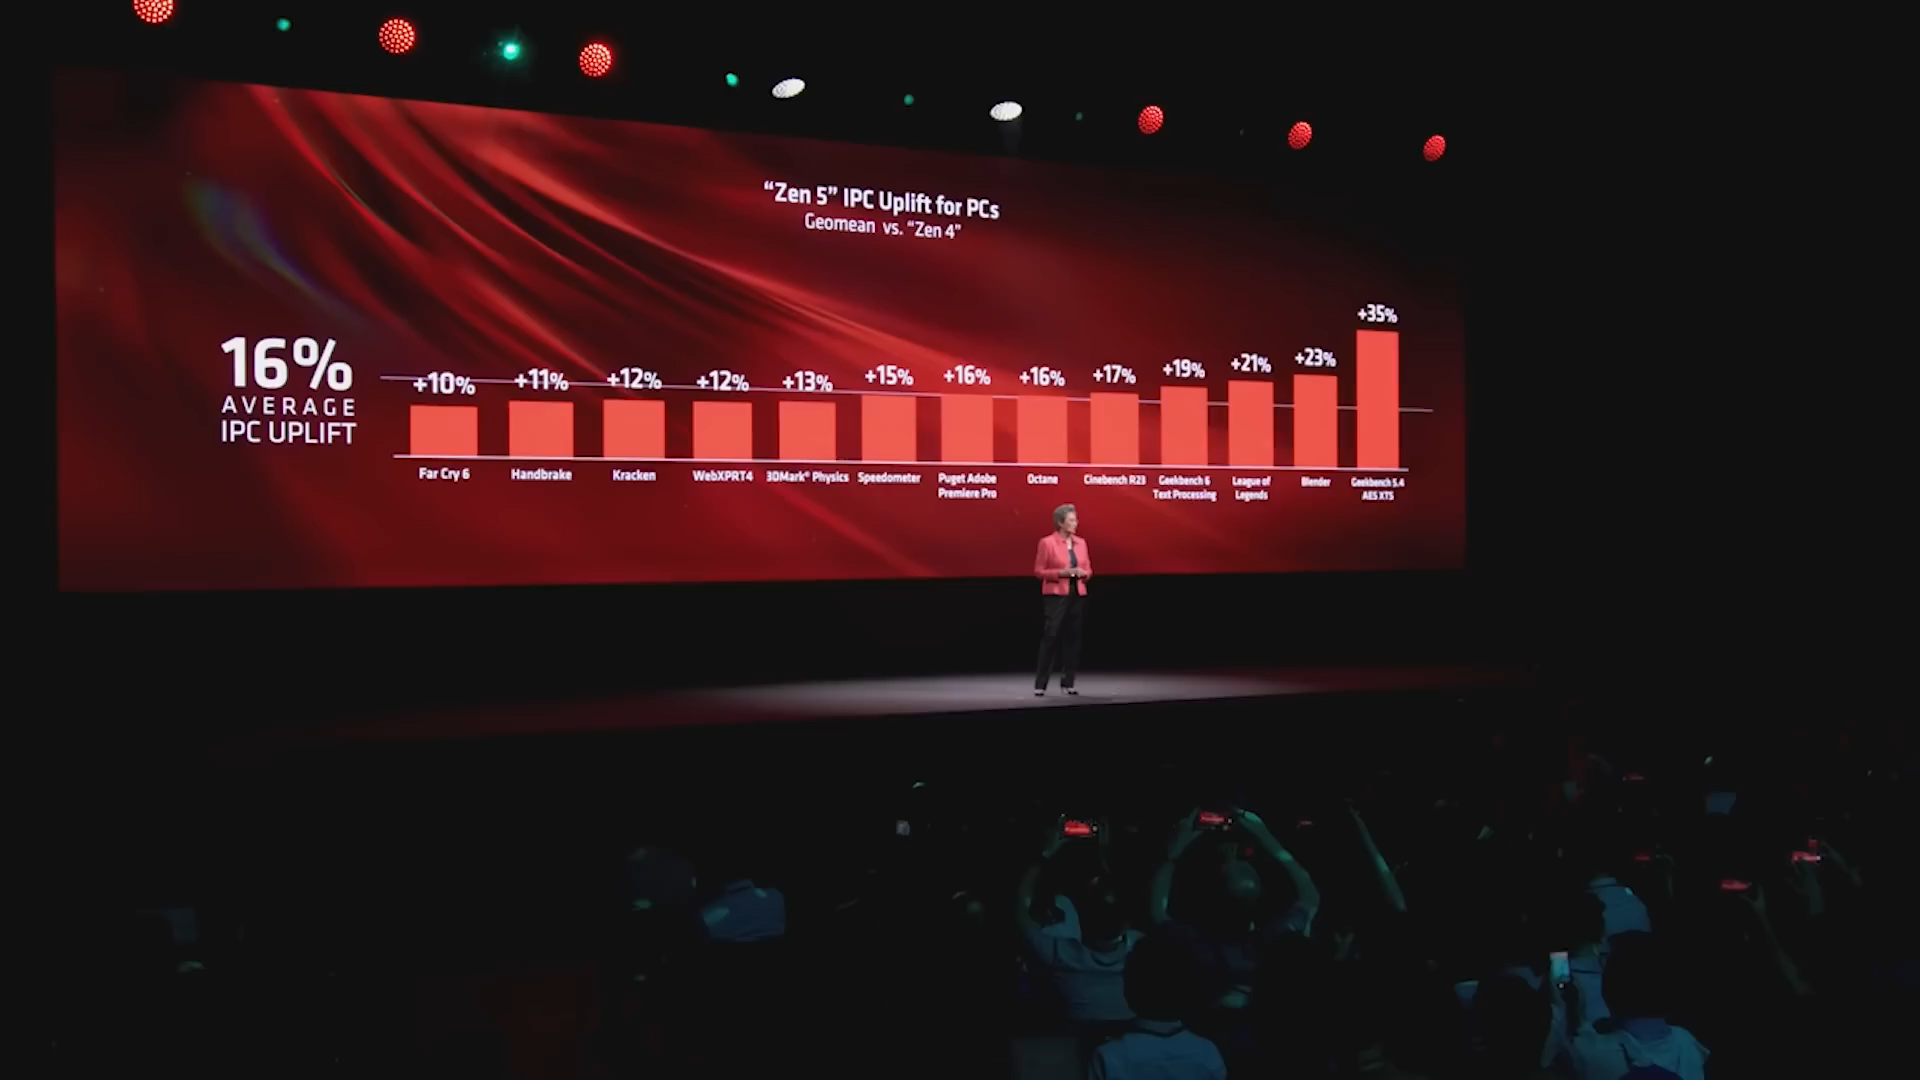 “Zen 5” IPC Uplift for PCs
Geomean vs. “Zen 4”
16%
AVERAGE
IPC UPLIFT
+10%
+11%
+12%
+12%
+13%
+15%
+16%
+16%
+17%
+19%
+21%
+23%
+35%
Far Cry 6
Handbrake
Kracken
WebXPRT4
3DMark® Physics
Speedometer
Puget Adobe
Premiere Pro
Octane
Cinebench R23
Geekbench 6
Text Processing
League of
Legends
Blender
Geekbench 5.4
AES XTS